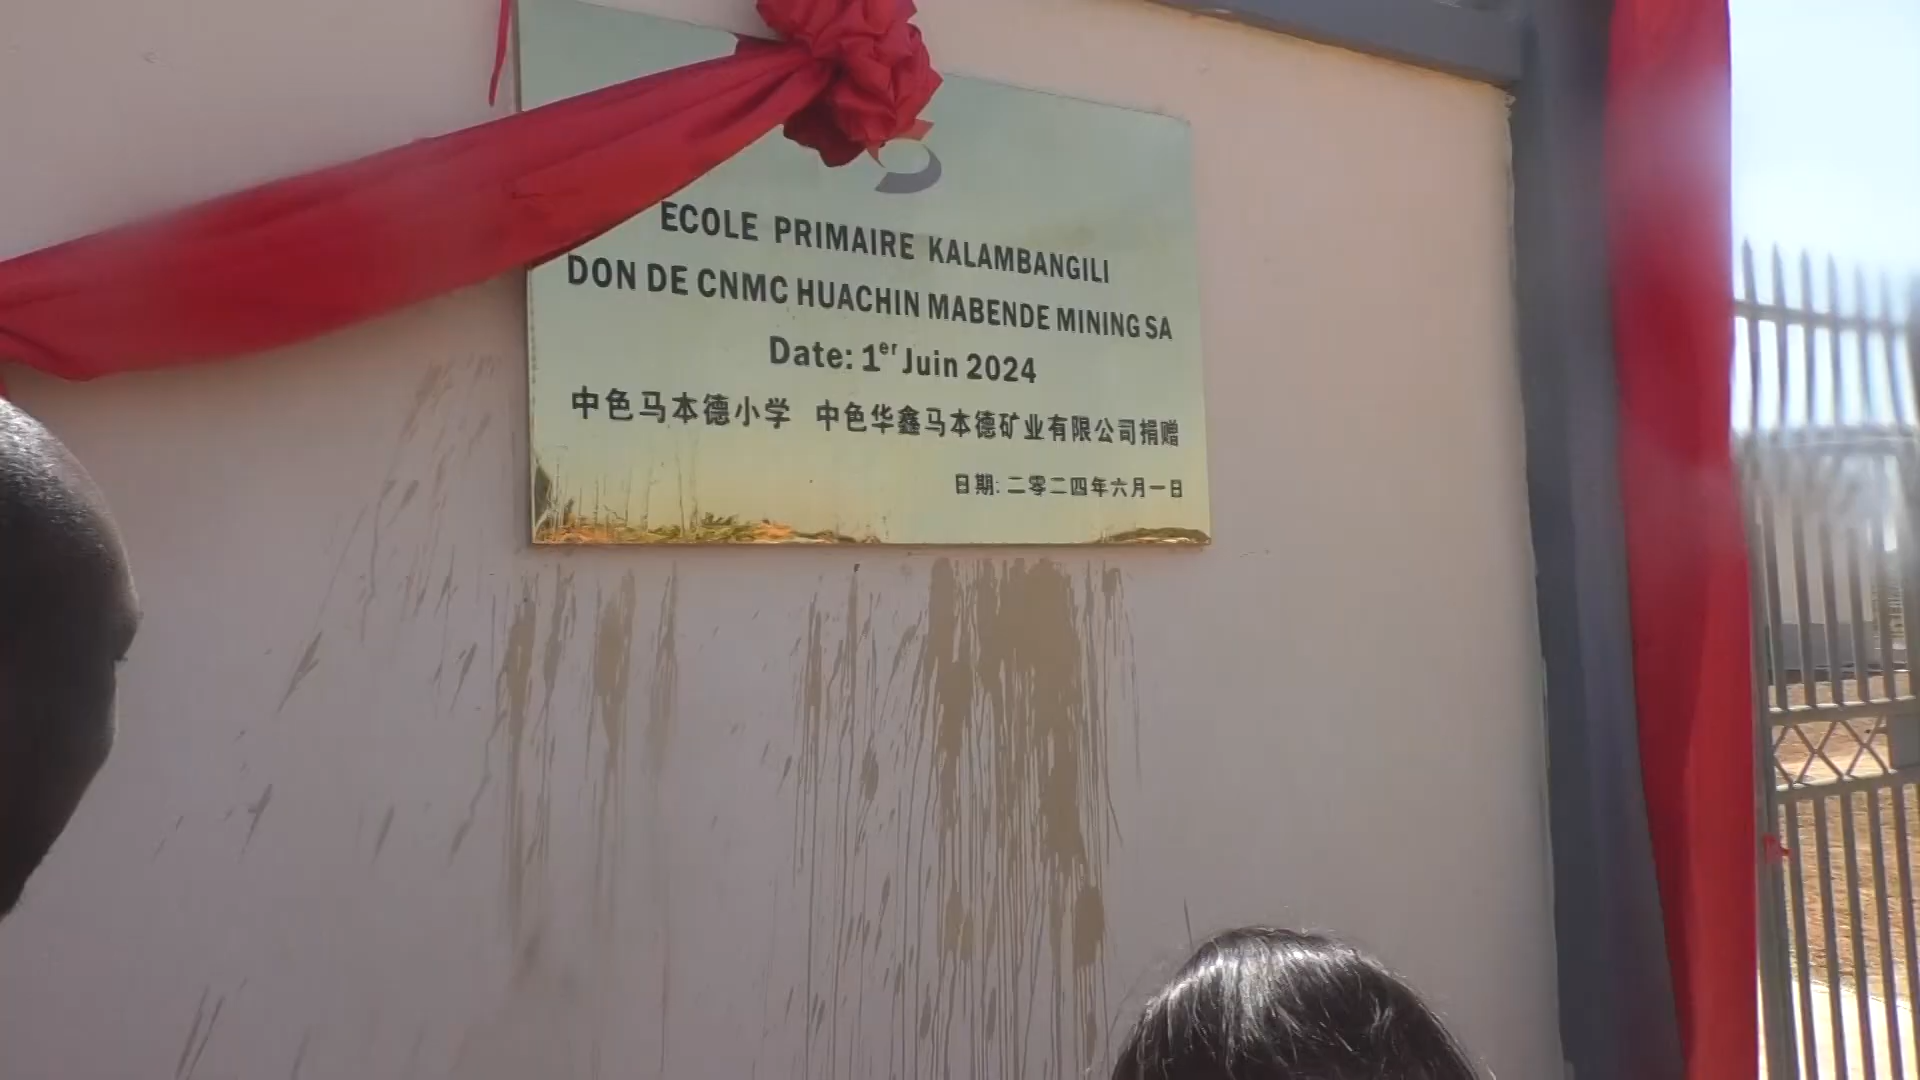 ECOLE PRIMAIRE KALAMBANGILI
DON DE CNMC HUACHIN MABENDE MINING SA
Date: 1er Juin 2024
中色马本德小学 中色华鑫马本德矿业有限公司捐赠
日期: 二零二四年六月一日